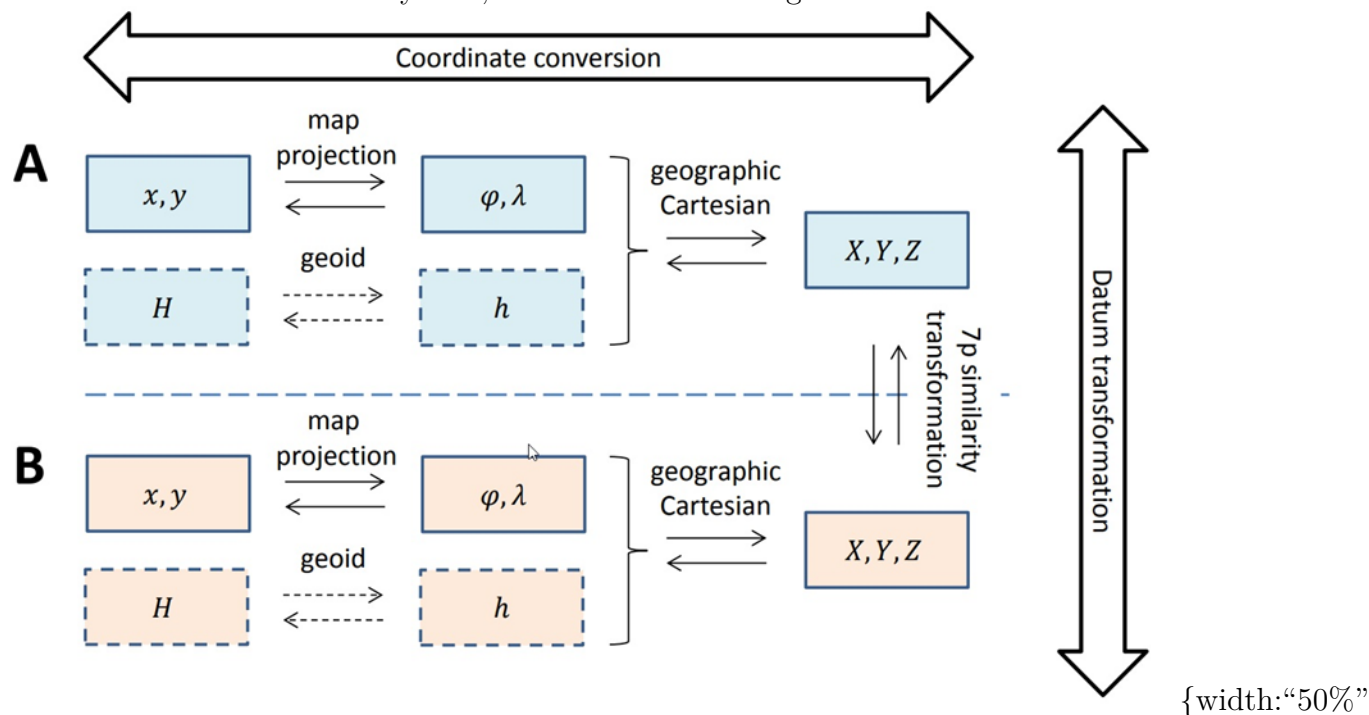 Coordinate conversion
A
map
projection
x, y
φ, λ
geographic
Cartesian
X, Y, Z
geoid
H
h
7p similarity
transformation
Datum transformation
B
map
projection
x, y
φ, λ
geographic
Cartesian
X, Y, Z
geoid
H
h
{width:“50%”